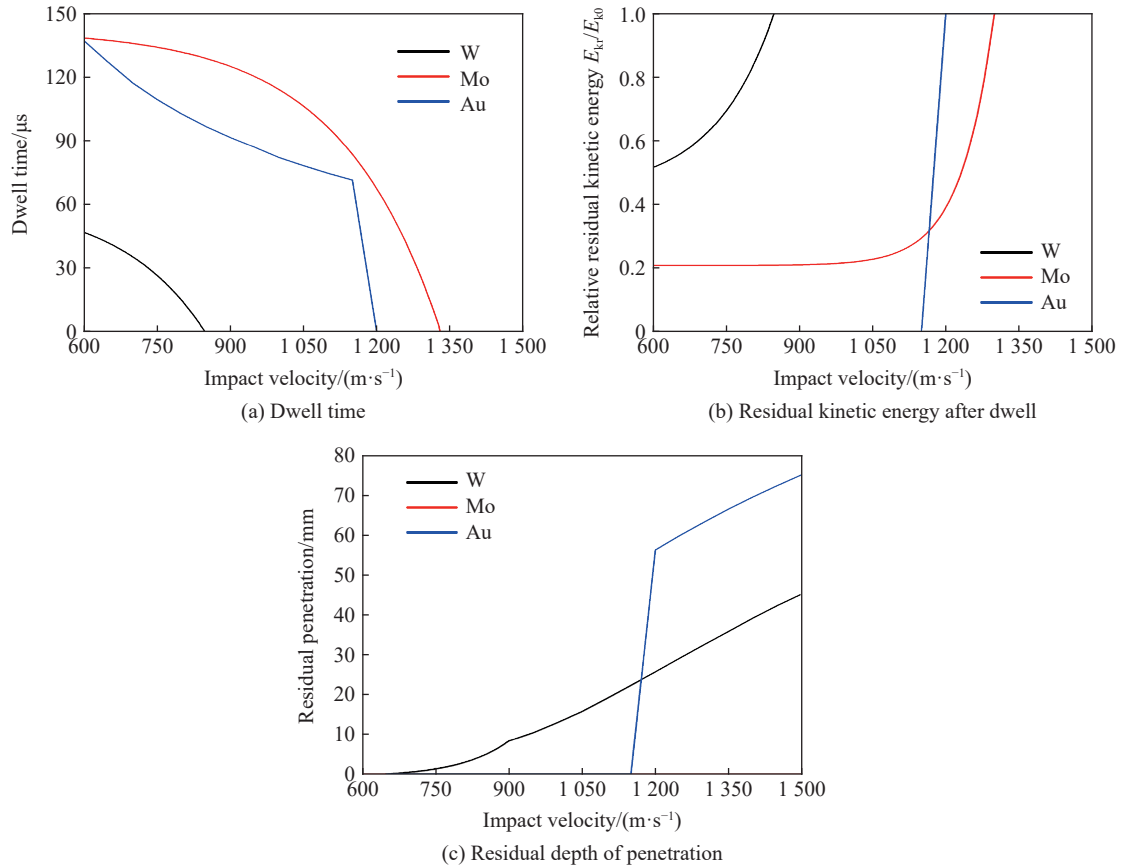 150
120
90
60
30
0
Dwell time/μs
W
Mo
Au
600
750
900
1 050
1 200
1 350
1 500
Impact velocity/(m·s⁻¹)
(a) Dwell time
1.0
0.8
0.6
0.4
0.2
0
Relative residual kinetic energy Ekr/Ek0
W
Mo
Au
600
750
900
1 050
1 200
1 350
1 500
Impact velocity/(m·s⁻¹)
(b) Residual kinetic energy after dwell
80
70
60
50
40
30
20
10
0
Residual penetration/mm
W
Mo
Au
600
750
900
1 050
1 200
1 350
1 500
Impact velocity/(m·s⁻¹)
(c) Residual depth of penetration